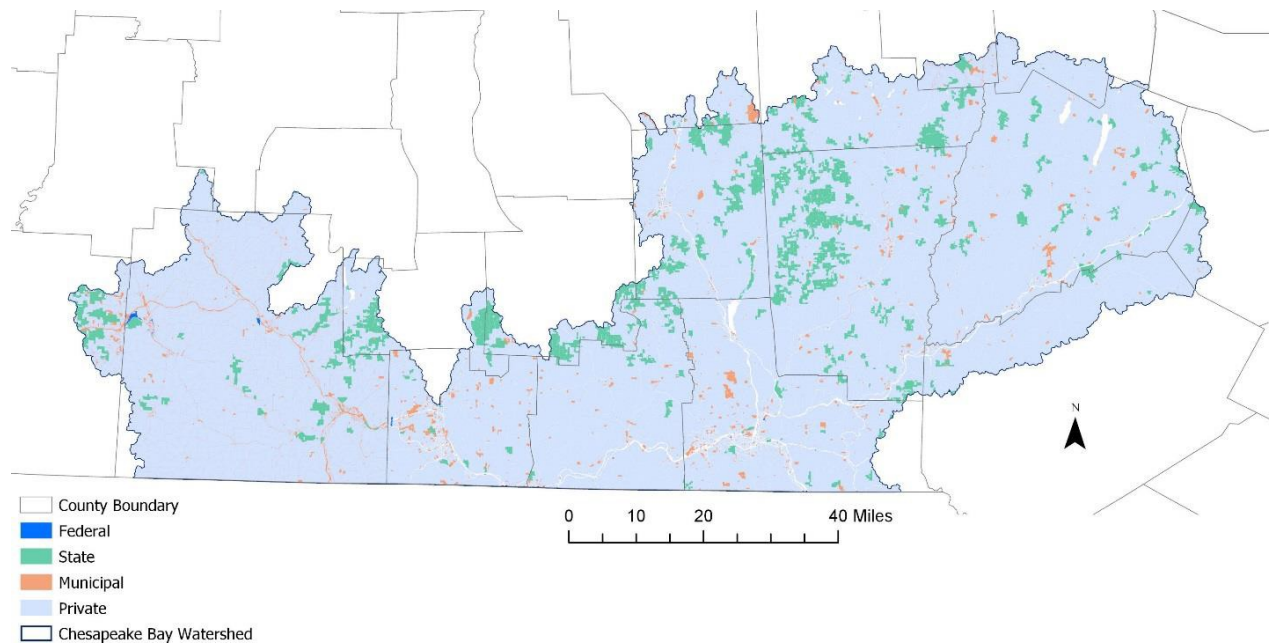 N
County Boundary
Federal
State
Municipal
Private
Chesapeake Bay Watershed
0 10 20 40 Miles